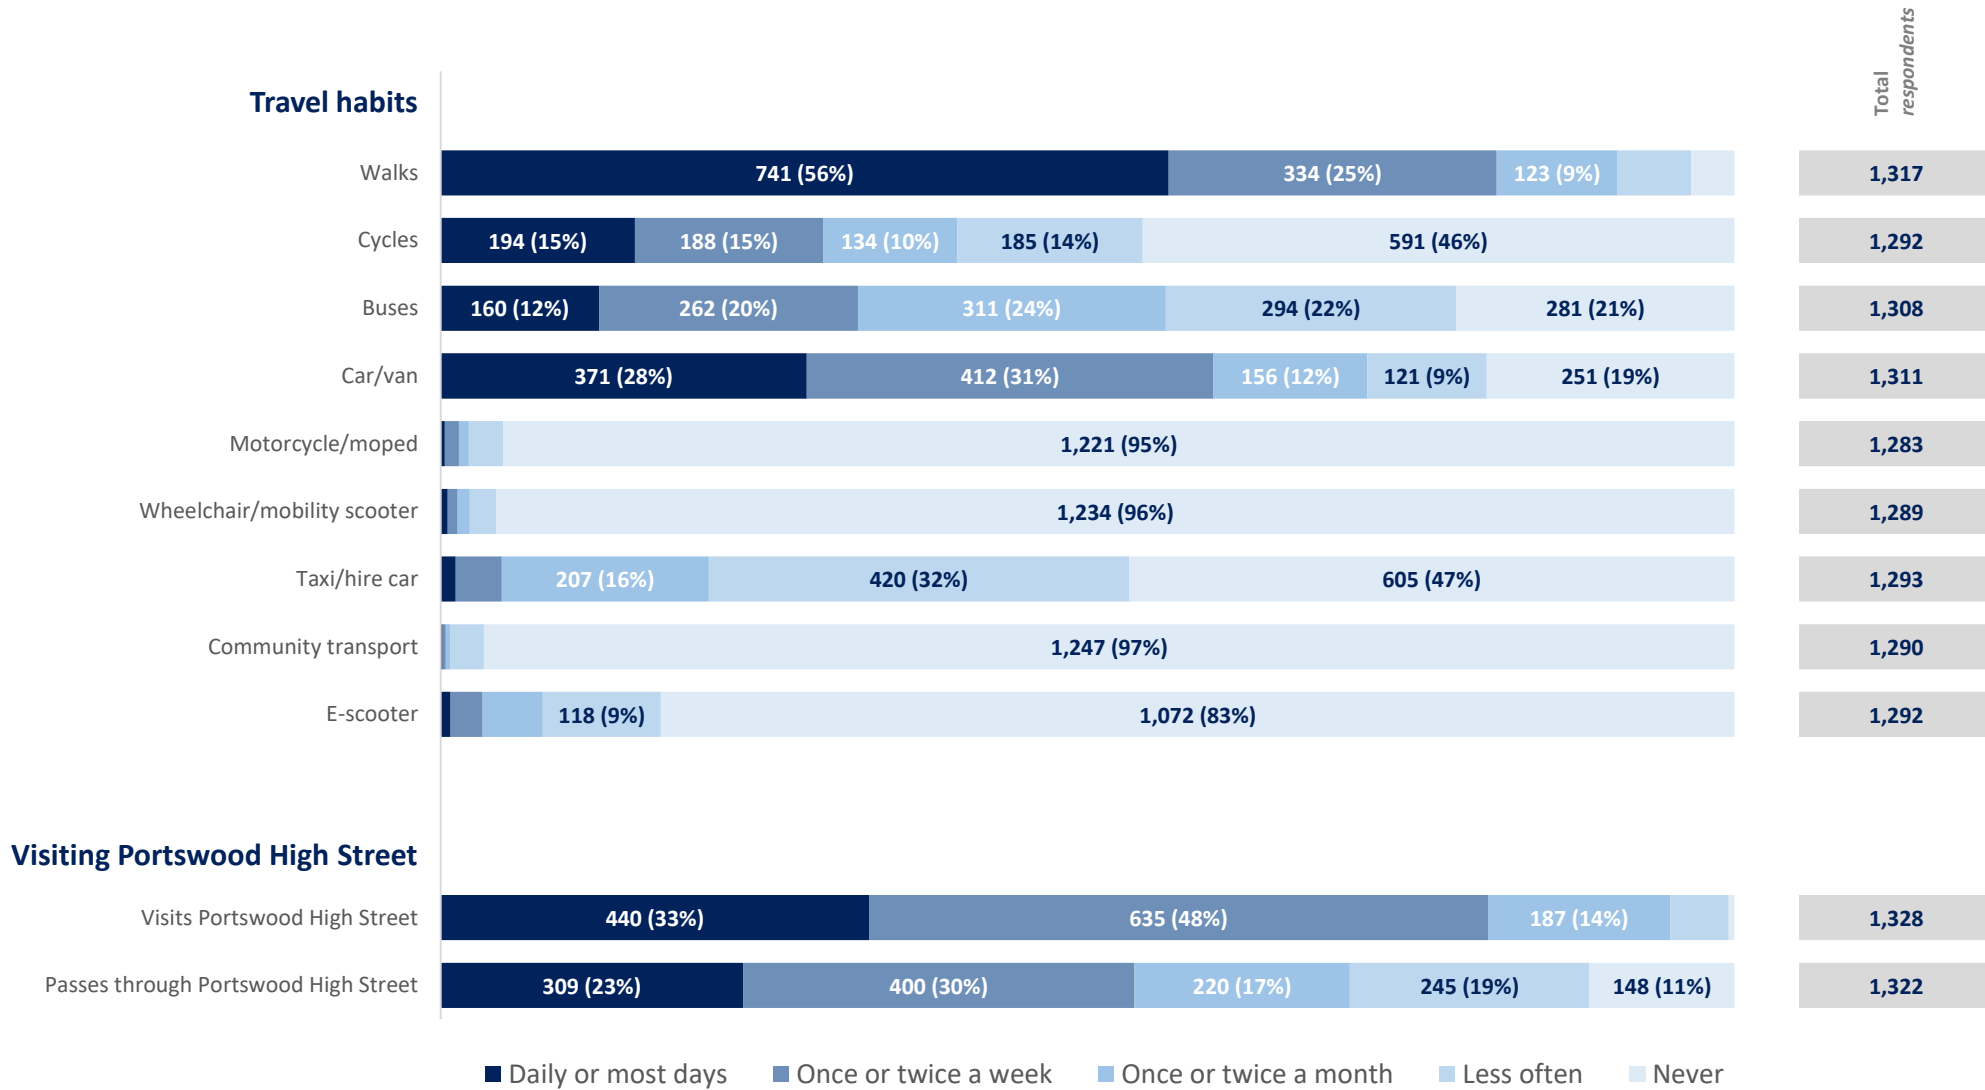 Total
respondents
Travel habits
Walks 741 (56%) 334 (25%) 123 (9%) 1,317
Cycles 194 (15%) 188 (15%) 134 (10%) 185 (14%) 591 (46%) 1,292
Buses 160 (12%) 262 (20%) 311 (24%) 294 (22%) 281 (21%) 1,308
Car/van 371 (28%) 412 (31%) 156 (12%) 121 (9%) 251 (19%) 1,311
Motorcycle/moped 1,221 (95%) 1,283
Wheelchair/mobility scooter 1,234 (96%) 1,289
Taxi/hire car 207 (16%) 420 (32%) 605 (47%) 1,293
Community transport 1,247 (97%) 1,290
E-scooter 118 (9%) 1,072 (83%) 1,292
Visiting Portswood High Street
Visits Portswood High Street 440 (33%) 635 (48%) 187 (14%) 1,328
Passes through Portswood High Street 309 (23%) 400 (30%) 220 (17%) 245 (19%) 148 (11%) 1,322
Daily or most days Once or twice a week Once or twice a month Less often Never